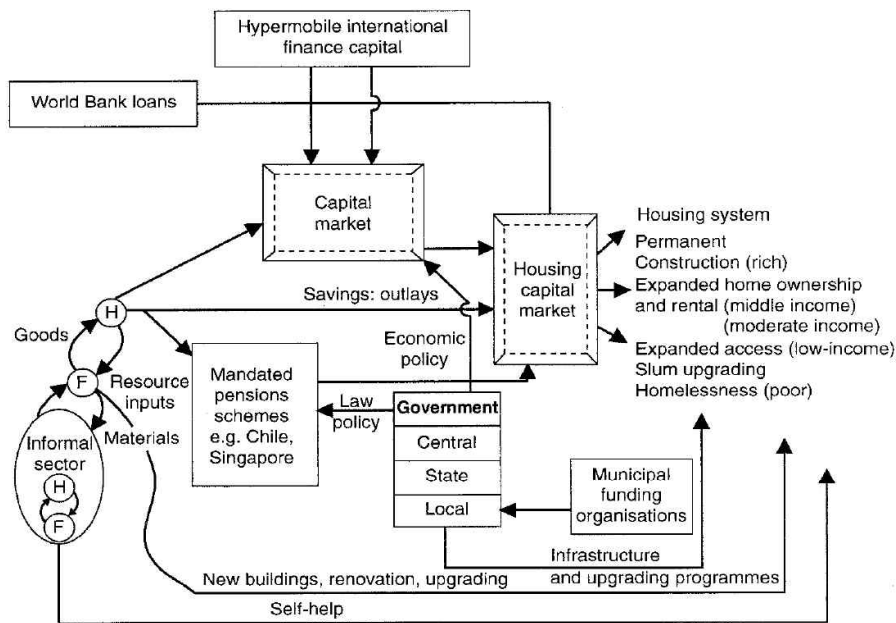 Hypermobile international
finance capital
World Bank loans
Capital
market
Housing
capital
market
Housing system
Permanent
Construction (rich)
Expanded home ownership
and rental (middle income)
(moderate income)
Expanded access (low-income)
Slum upgrading
Homelessness (poor)
H
Savings: outlays
Goods
Economic
policy
F
Resource
inputs
Mandated
pensions
schemes
e.g. Chile,
Singapore
Law
policy
Government
Central
State
Local
Materials
Informal
sector
H
F
Municipal
funding
organisations
Infrastructure
and upgrading programmes
New buildings, renovation, upgrading
Self-help